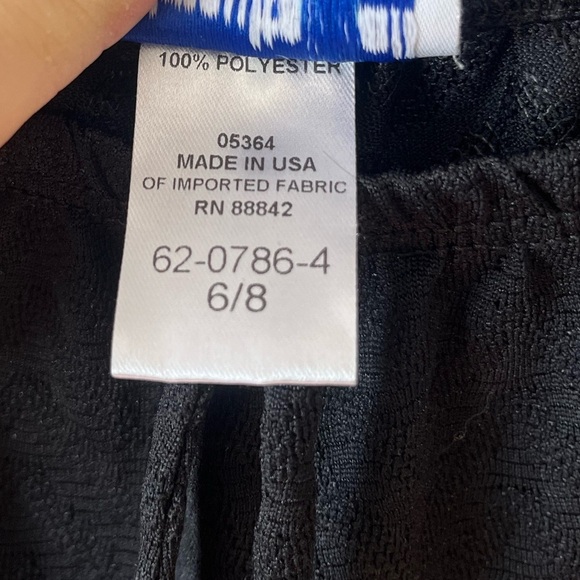 100% POLYESTER
05364
MADE IN USA
OF IMPORTED FABRIC
RN 88842
62-0786-4
6/8